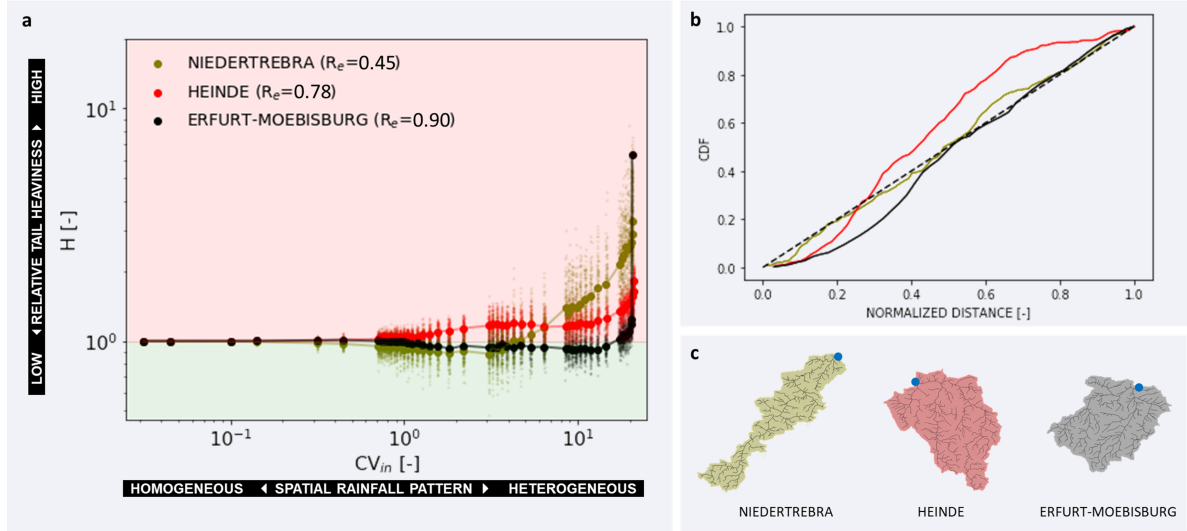 a
HIGH
RELATIVE TAIL HEAVINESS
LOW
H [-]
10¹
10⁰
NIEDERTREBRA (Rₑ=0.45)
HEINDE (Rₑ=0.78)
ERFURT-MOEBISBURG (Rₑ=0.90)
10⁻¹ 10⁰ 10¹
CVᵢₙ [-]
HOMOGENEOUS ◀ SPATIAL RAINFALL PATTERN ▶ HETEROGENEOUS
b
CDF
1.0
0.8
0.6
0.4
0.2
0.0
0.0 0.2 0.4 0.6 0.8 1.0
NORMALIZED DISTANCE [-]
c
NIEDERTREBRA HEINDE ERFURT-MOEBISBURG